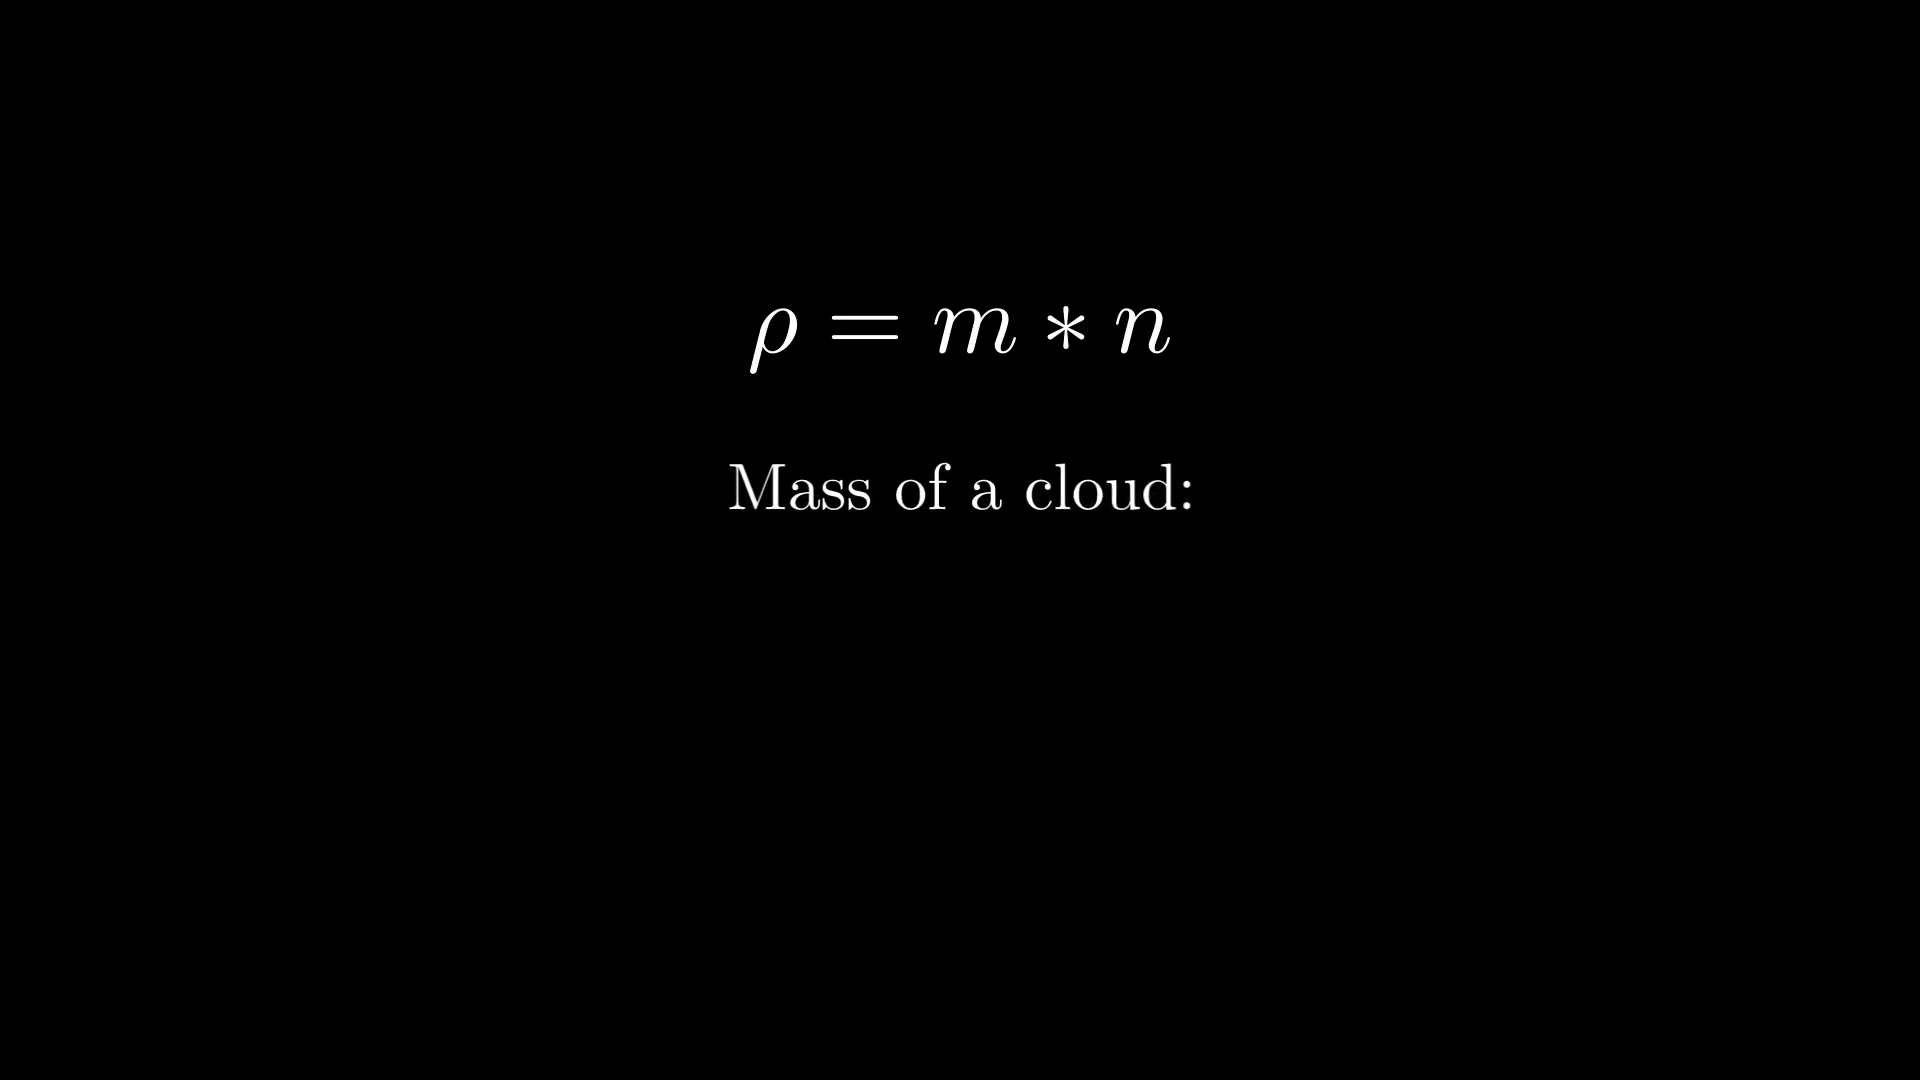 ρ = m * n
Mass of a cloud: